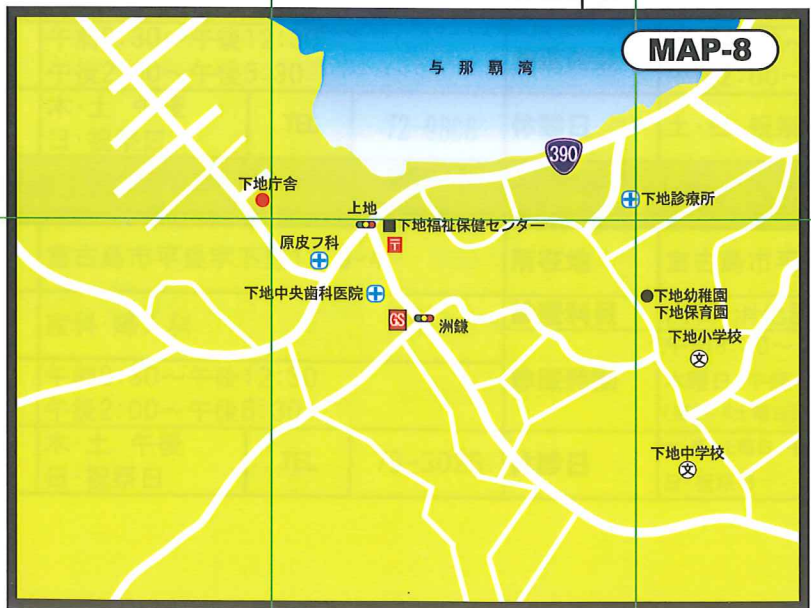 MAP-8
与那覇湾
390
下地庁舎
下地診療所
上地
下地福祉保健センター
〒
原皮フ科
下地中央歯科医院
下地幼稚園
下地保育園
GS
洲鎌
下地小学校
文
下地中学校
文